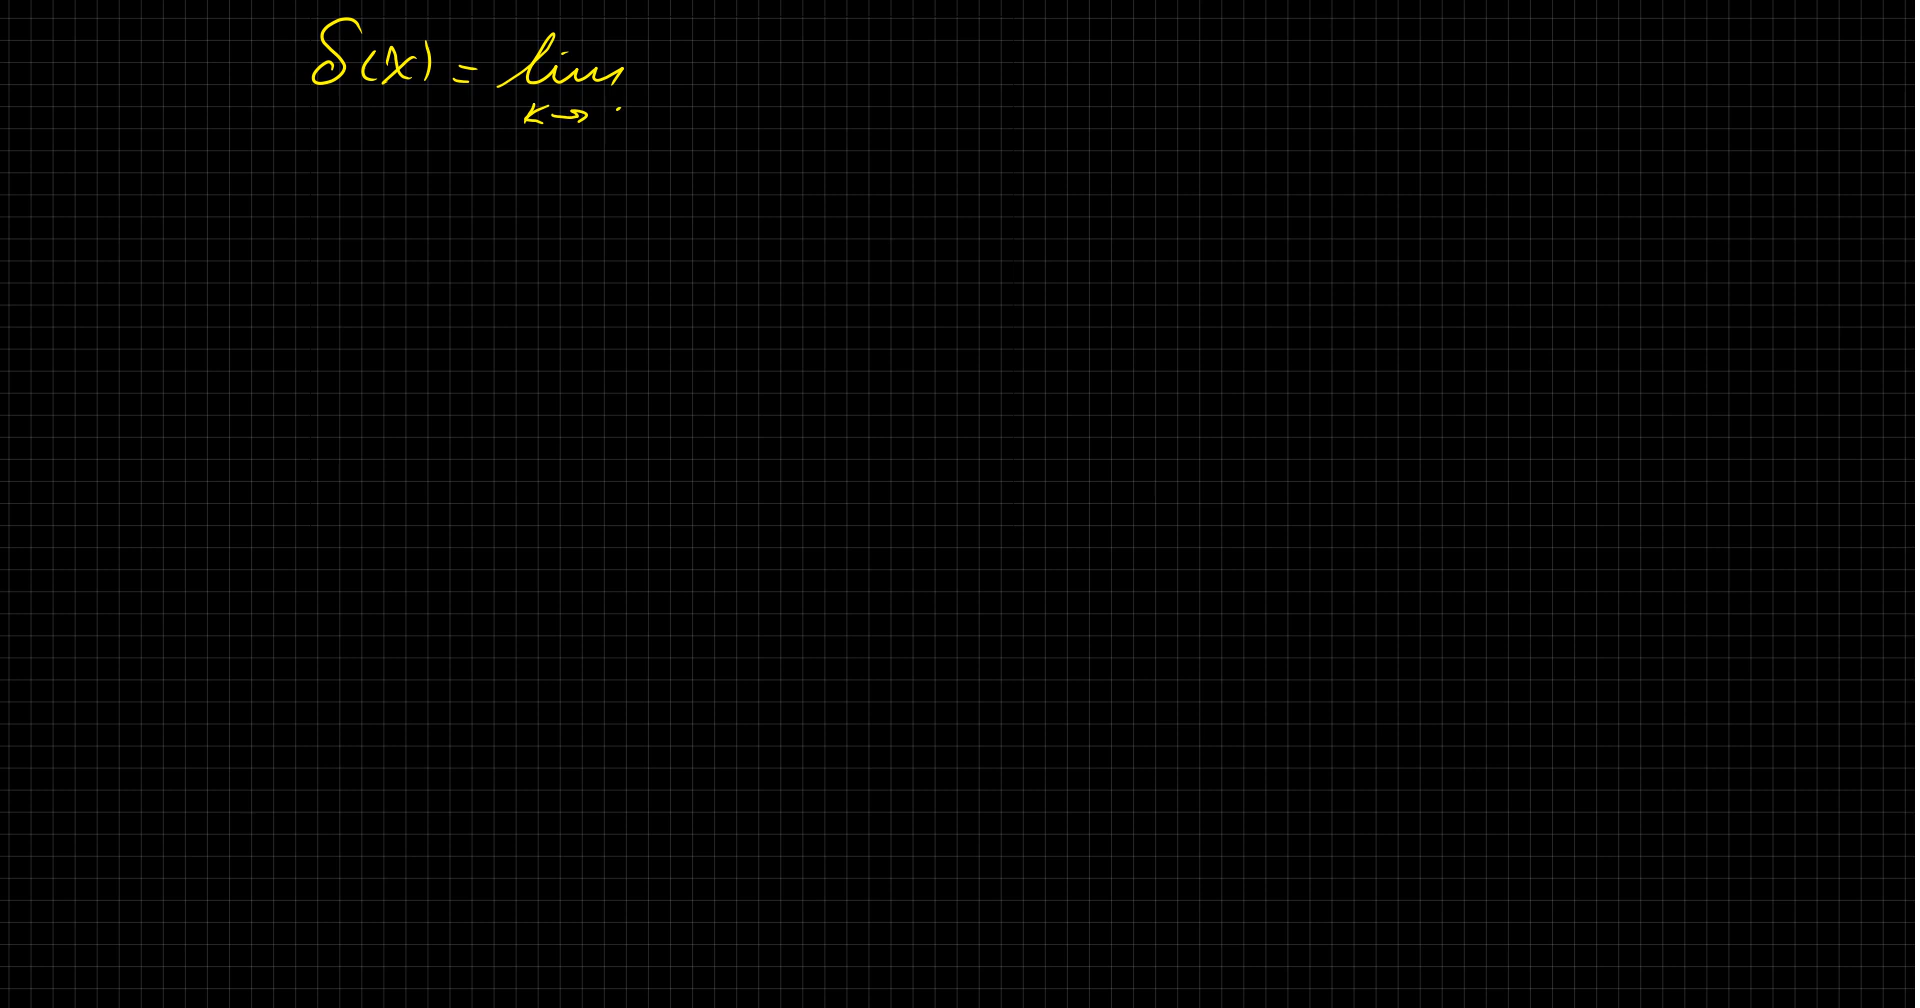 δ(x) = lim
k→ .